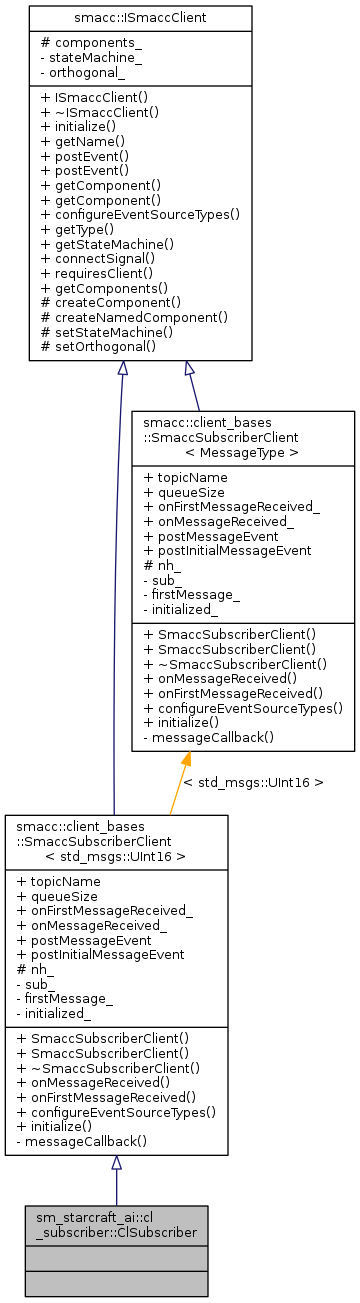 smacc::ISmaccClient
# components_
- stateMachine_
- orthogonal_
+ ISmaccClient()
+ ~ISmaccClient()
+ initialize()
+ getName()
+ postEvent()
+ postEvent()
+ getComponent()
+ getComponent()
+ configureEventSourceTypes()
+ getType()
+ getStateMachine()
+ connectSignal()
+ requiresClient()
+ getComponents()
# createComponent()
# createNamedComponent()
# setStateMachine()
# setOrthogonal()
smacc::client_bases
::SmaccSubscriberClient
< MessageType >
+ topicName
+ queueSize
+ onFirstMessageReceived_
+ onMessageReceived_
+ postMessageEvent
+ postInitialMessageEvent
# nh_
- sub_
- firstMessage_
- initialized_
+ SmaccSubscriberClient()
+ SmaccSubscriberClient()
+ ~SmaccSubscriberClient()
+ onMessageReceived()
+ onFirstMessageReceived()
+ configureEventSourceTypes()
+ initialize()
- messageCallback()
< std_msgs::UInt16 >
smacc::client_bases
::SmaccSubscriberClient
< std_msgs::UInt16 >
+ topicName
+ queueSize
+ onFirstMessageReceived_
+ onMessageReceived_
+ postMessageEvent
+ postInitialMessageEvent
# nh_
- sub_
- firstMessage_
- initialized_
+ SmaccSubscriberClient()
+ SmaccSubscriberClient()
+ ~SmaccSubscriberClient()
+ onMessageReceived()
+ onFirstMessageReceived()
+ configureEventSourceTypes()
+ initialize()
- messageCallback()
sm_starcraft_ai::cl
_subscriber::ClSubscriber